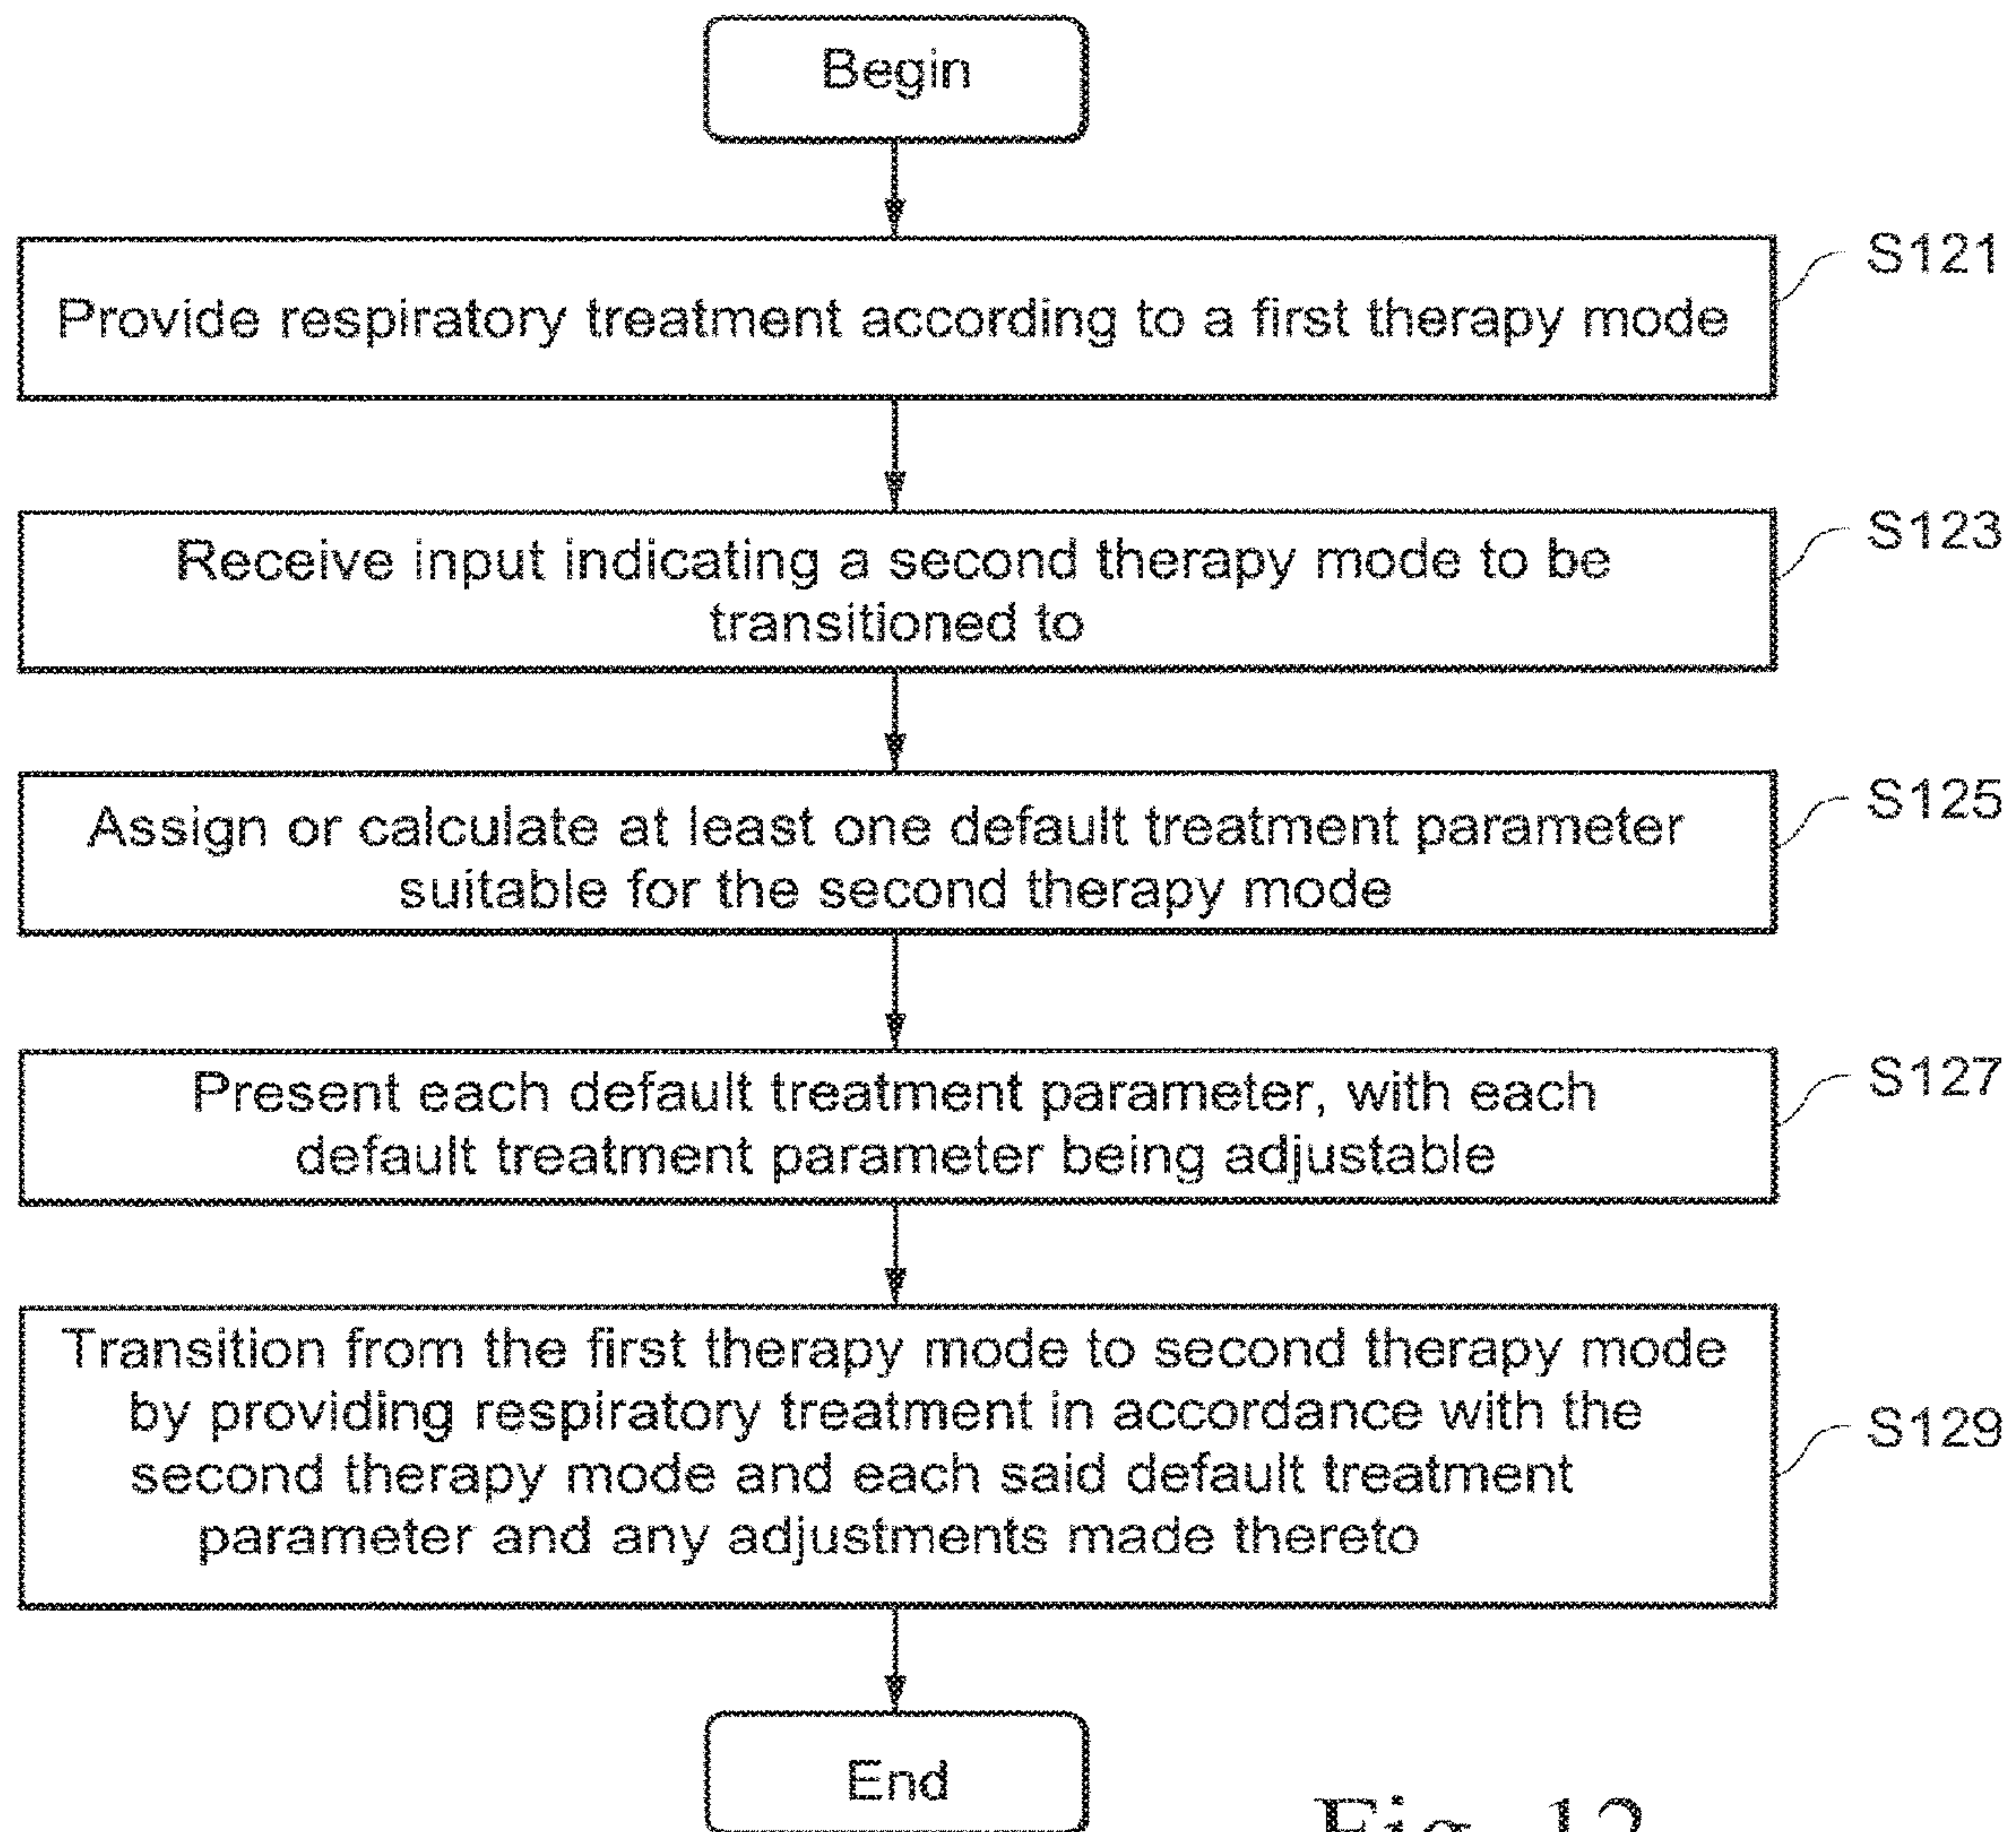 Begin
Provide respiratory treatment according to a first therapy mode
S121
Receive input indicating a second therapy mode to be
transitioned to
S123
Assign or calculate at least one default treatment parameter
suitable for the second therapy mode
S125
Present each default treatment parameter, with each
default treatment parameter being adjustable
S127
Transition from the first therapy mode to second therapy mode
by providing respiratory treatment in accordance with the
second therapy mode and each said default treatment
parameter and any adjustments made thereto
S129
End
Fig. 12